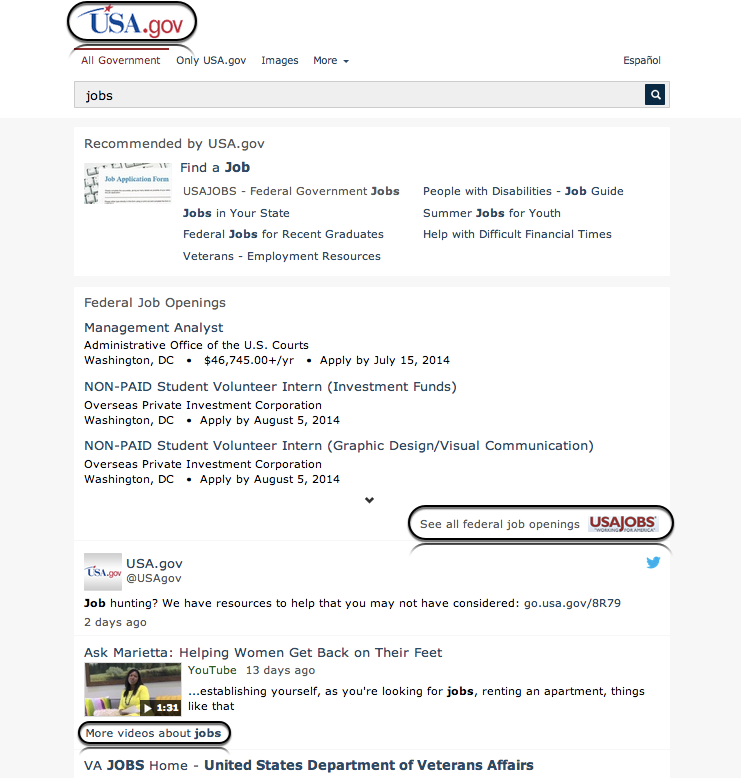 USA.gov
All Government Only USA.gov Images More Español
jobs
Recommended by USA.gov
Job Application Form
Find a Job
USAJOBS - Federal Government Jobs
People with Disabilities - Job Guide
Jobs in Your State
Summer Jobs for Youth
Federal Jobs for Recent Graduates
Help with Difficult Financial Times
Veterans - Employment Resources
Federal Job Openings
Management Analyst
Administrative Office of the U.S. Courts
Washington, DC • $46,745.00+/yr • Apply by July 15, 2014
NON-PAID Student Volunteer Intern (Investment Funds)
Overseas Private Investment Corporation
Washington, DC • Apply by August 5, 2014
NON-PAID Student Volunteer Intern (Graphic Design/Visual Communication)
Overseas Private Investment Corporation
Washington, DC • Apply by August 5, 2014
See all federal job openings USAJOBS
"WORKING FOR AMERICA"
USA.gov
USA.gov
@USAgov
Job hunting? We have resources to help that you may not have considered: go.usa.gov/8R79
2 days ago
Ask Marietta: Helping Women Get Back on Their Feet
YouTube 13 days ago
...establishing yourself, as you're looking for jobs, renting an apartment, things
like that
1:31
More videos about jobs
VA JOBS Home - United States Department of Veterans Affairs